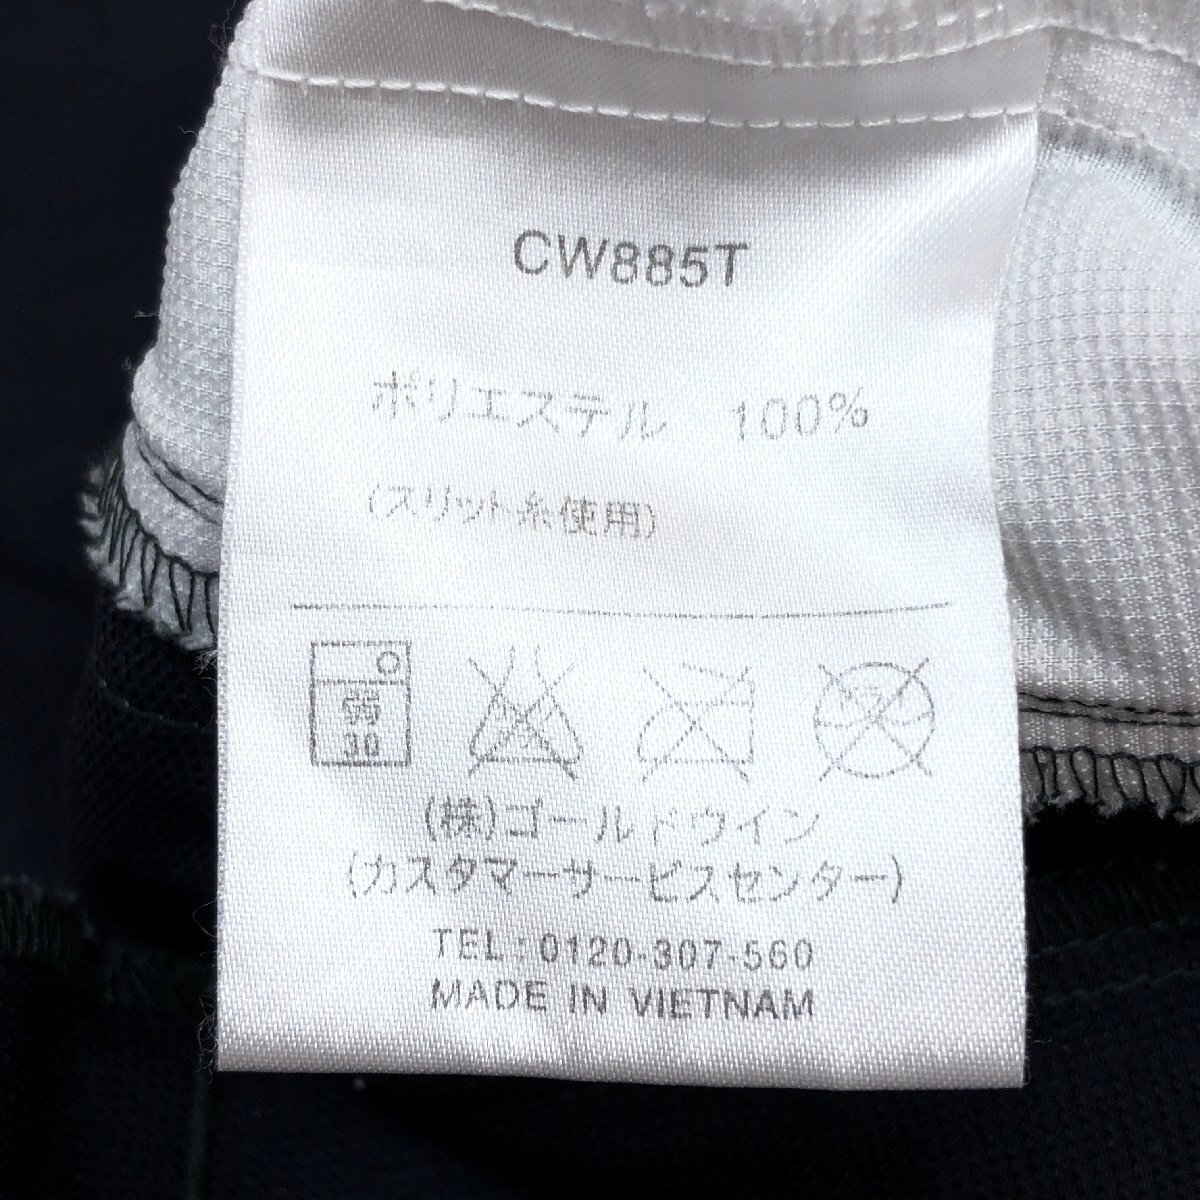 CW885T
ポリエステル 100%
(スリット糸使用)
弱
30
(株)ゴールドウイン
(カスタマーサービスセンター)
TEL:0120-307-560
MADE IN VIETNAM